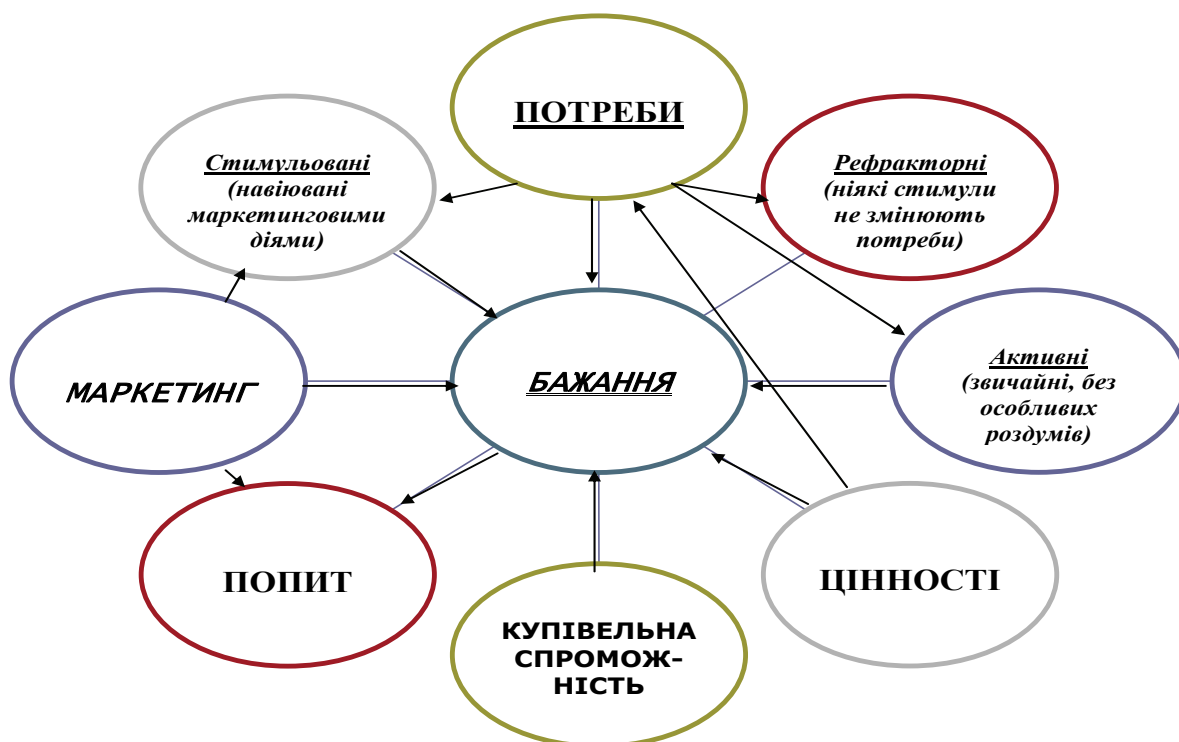 ПОТРЕБИ
Стимульовані
(навіювані
маркетинговими
діями)
Рефракторні
(ніякі стимули
не змінюють
потреби)
МАРКЕТИНГ
БАЖАННЯ
Активні
(звичайні, без
особливих
роздумів)
ПОПИТ
КУПІВЕЛЬНА
СПРОМОЖ-
НІСТЬ
ЦІННОСТІ